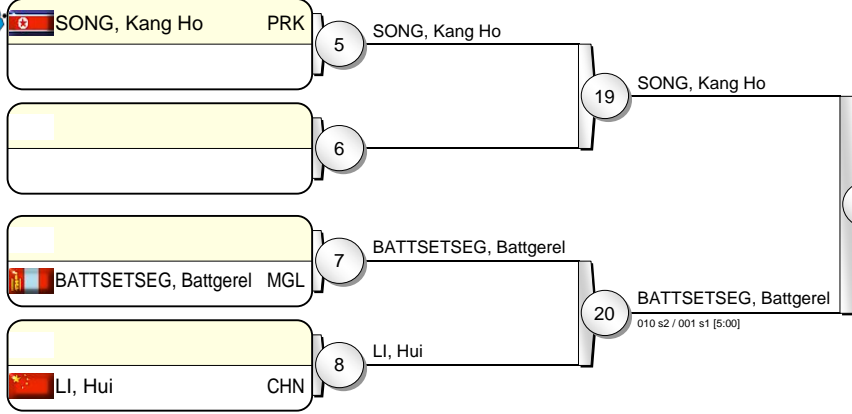 SONG, Kang Ho PRK
5
SONG, Kang Ho
19
SONG, Kang Ho
6
7
BATTSETSEG, Battgerel
BATTSETSEG, Battgerel MGL
20
BATTSETSEG, Battgerel
010 s2 / 001 s1 [5:00]
8
LI, Hui
LI, Hui CHN